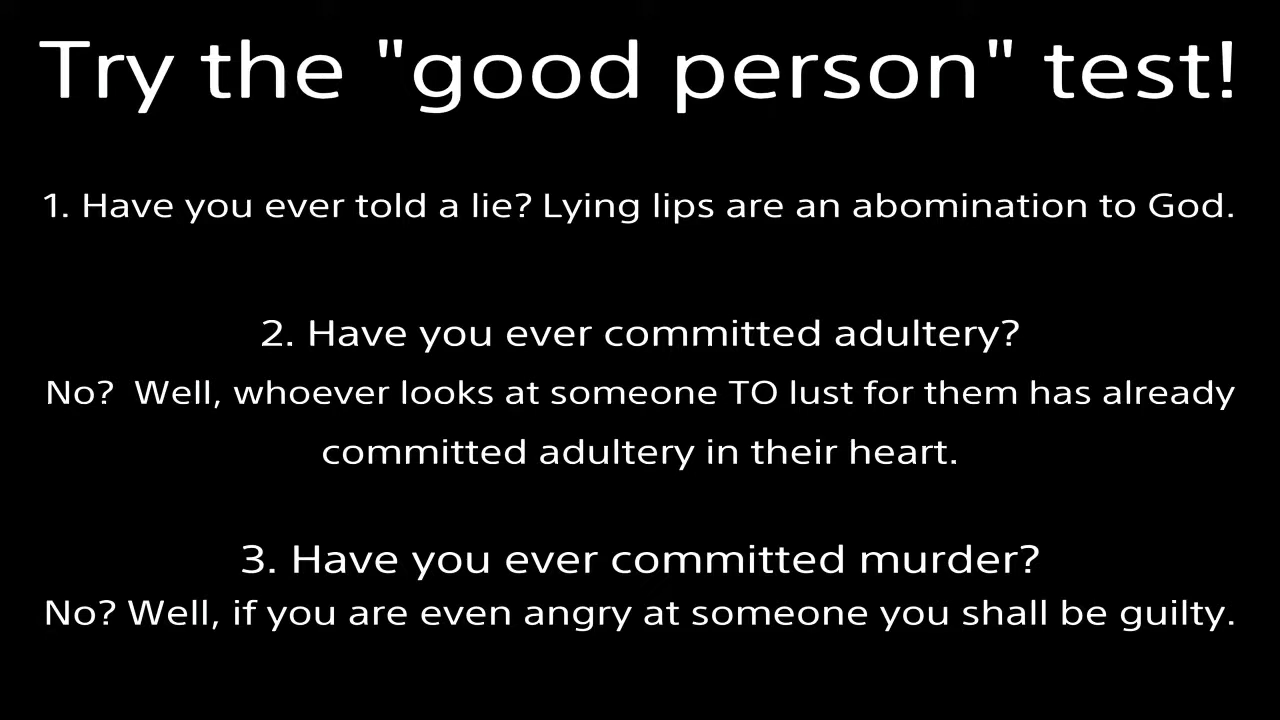 Try the "good person" test!
1. Have you ever told a lie? Lying lips are an abomination to God.
2. Have you ever committed adultery?
No?  Well, whoever looks at someone TO lust for them has already
committed adultery in their heart.
3. Have you ever committed murder?
No? Well, if you are even angry at someone you shall be guilty.